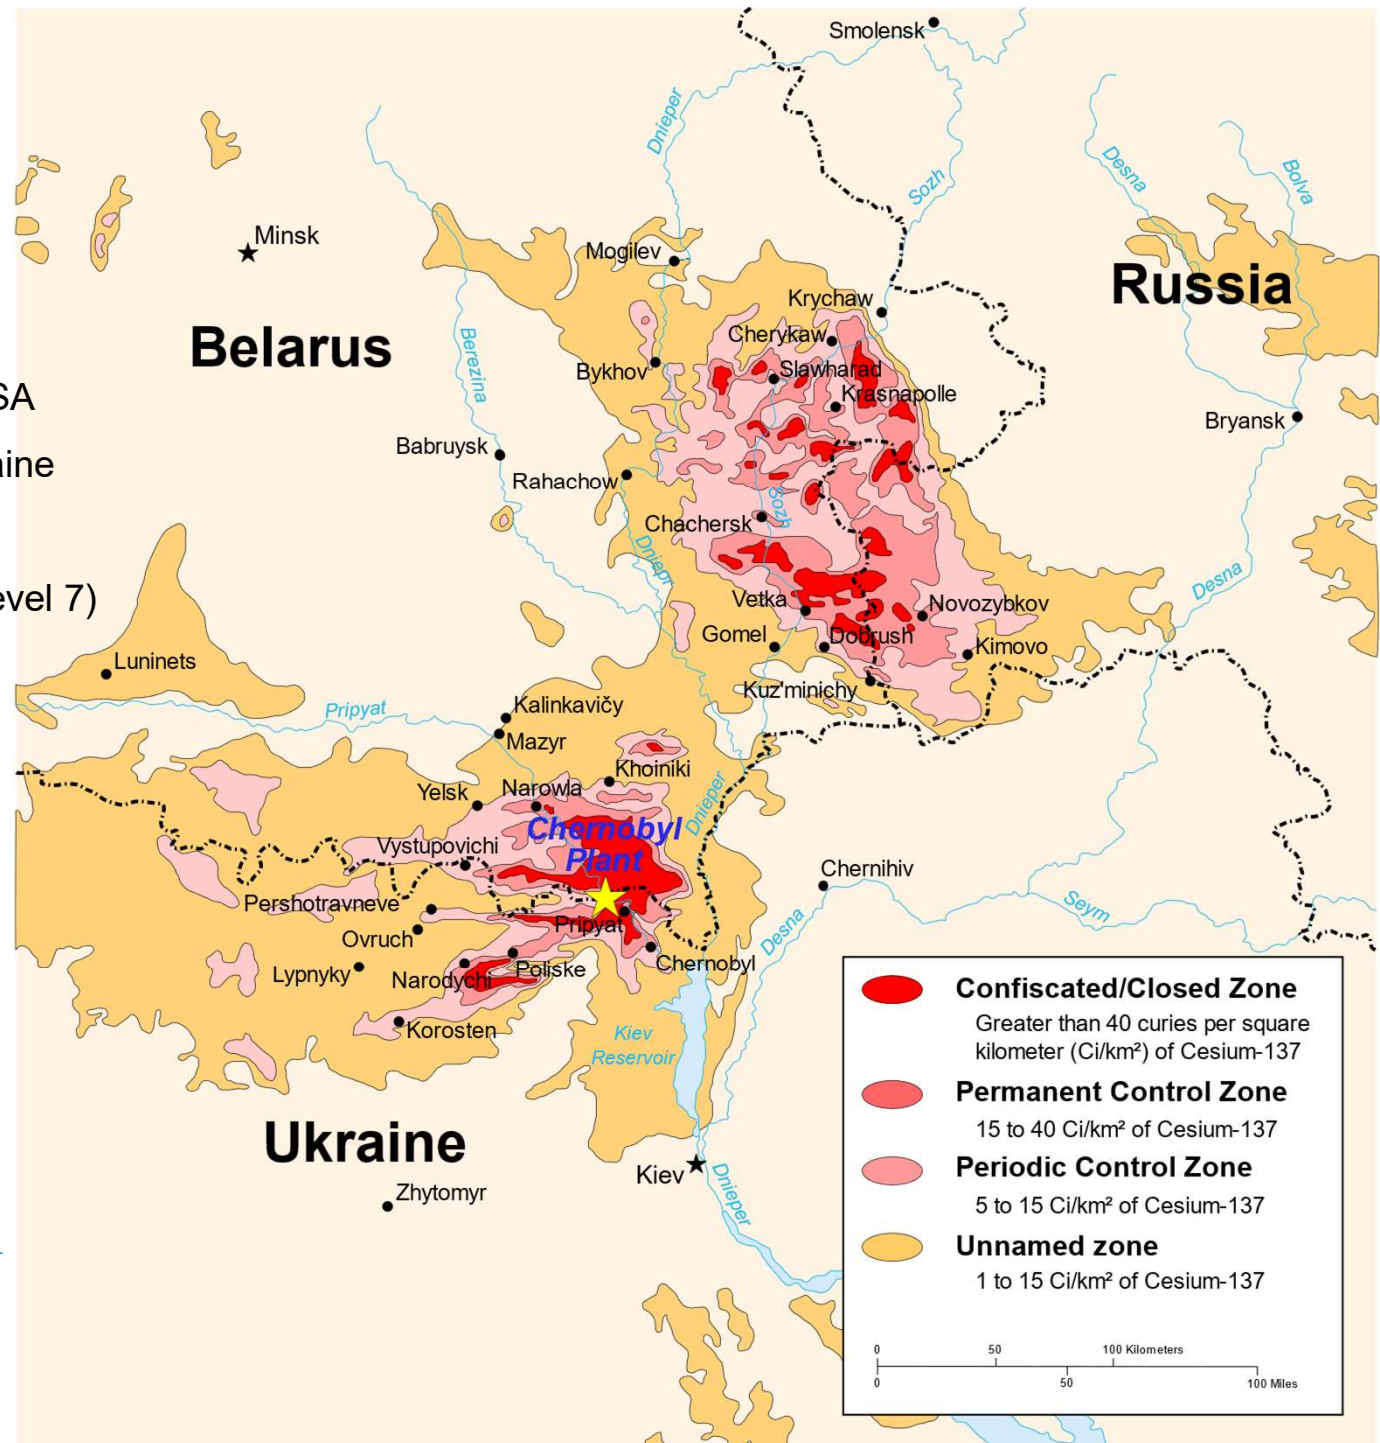 Smolensk
Dnieper
Sozh
Desna
Bolva
Minsk
Mogilev
Russia
Krychaw
Belarus
Berezina
Cherykaw
Bykhov
Slawharad
Krasnapolle
SA
Bryansk
Babruysk
aine
Rahachow
Sozh
Chachersk
Dniepr
Desna
evel 7)
Vetka
Novozybkov
Gomel
Dobrush
Kimovo
Luninets
Kuz'minichy
Kalinkavičy
Pripyat
Mazyr
Khoiniki
Yelsk
Narowla
Dnieper
Chernobyl
Plant
Vystupovichi
Chernihiv
Pershotravneve
Pripyat
Seym
Desna
Ovruch
Lypnyky
Narodychi
Poliske
Chernobyl
Korosten
Kiev
Reservoir
Ukraine
Kiev
Zhytomyr
Dnieper
Confiscated/Closed Zone
Greater than 40 curies per square
kilometer (Ci/km²) of Cesium-137
Permanent Control Zone
15 to 40 Ci/km² of Cesium-137
Periodic Control Zone
5 to 15 Ci/km² of Cesium-137
Unnamed zone
1 to 15 Ci/km² of Cesium-137
0 50 100 Kilometers
0 50 100 Miles